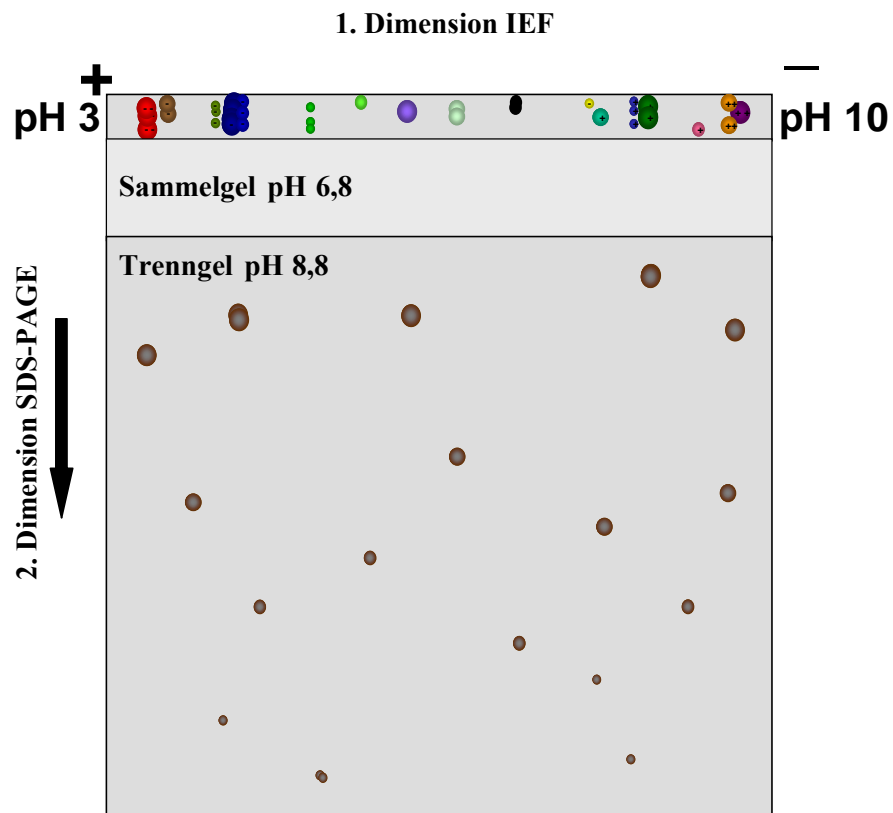 1. Dimension IEF
+ –
pH 3 pH 10
Sammelgel pH 6,8
Trenngel pH 8,8
2. Dimension SDS-PAGE